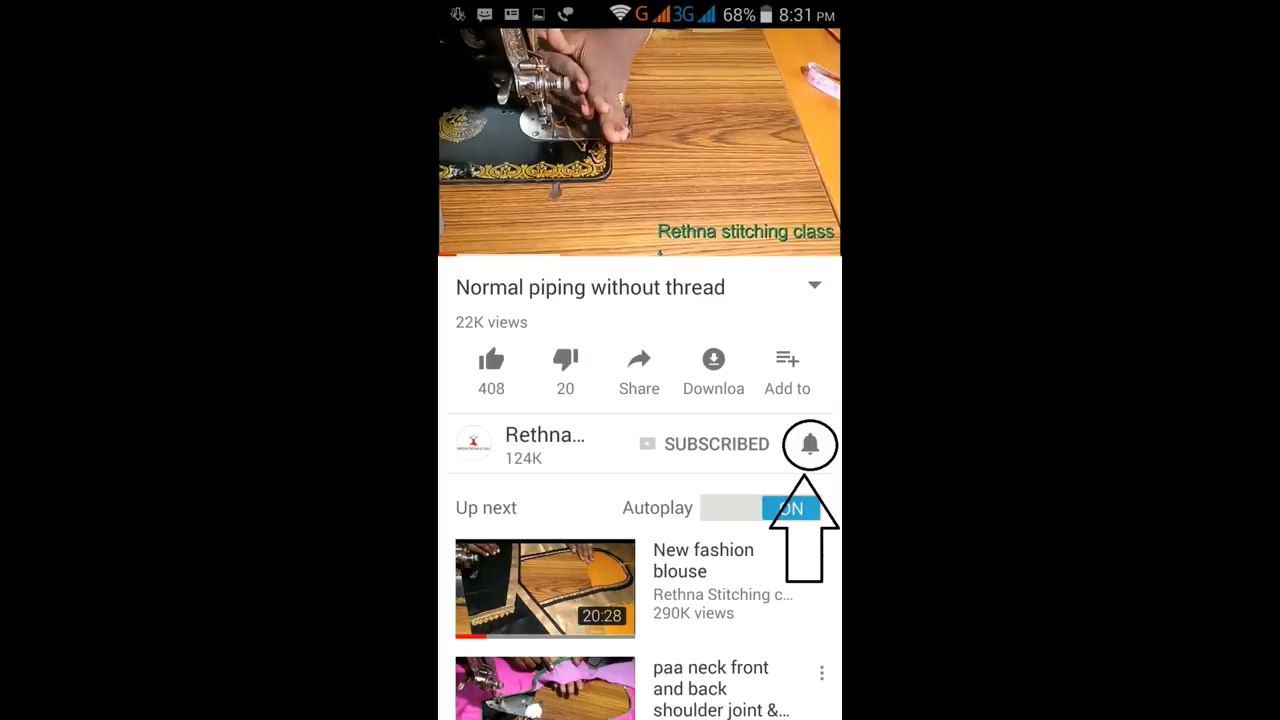 G 3G 68% 8:31 PM
Rethna stitching class
Normal piping without thread
22K views
408
20
Share
Downloa
Add to
Rethna…
124K
SUBSCRIBED
Up next
Autoplay
ON
New fashion
blouse
Rethna Stitching c…
290K views
20:28
paa neck front
and back
shoulder joint &…